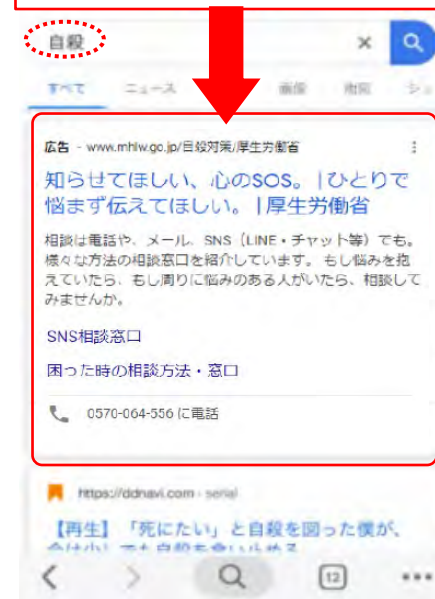 自殺
すべて ニュース 画像 地図
広告 - www.mhlw.go.jp/自殺対策/厚生労働省
知らせてほしい、心のSOS。 | ひとりで
悩まず伝えてほしい。 | 厚生労働省
相談は電話や、メール、SNS（LINE・チャット等）でも。
様々な方法の相談窓口を紹介しています。 もし悩みを抱
えていたら、もし周りに悩みのある人がいたら、相談して
みませんか。
SNS相談窓口
困った時の相談方法・窓口
0570-064-556 に電話
https://ddnavi.com › serial
【再生】「死にたい」と自殺を図った僕が、
12